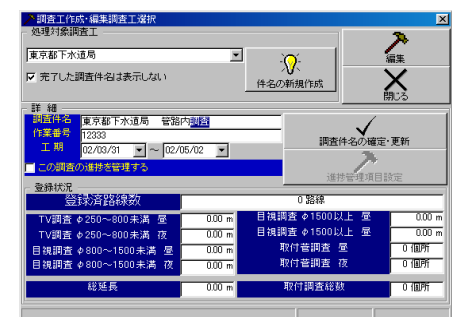 調査工作成・編集調査工選択
処理対象調査工
東京都下水道局
完了した調査件名は表示しない
件名の新規作成
編集
閉じる
詳 細
調査件名 東京都下水道局 管路内調査
作業番号 12333
工 期 02/03/31 ～ 02/05/02
この調査の進捗を管理する
調査件名の確定・更新
進捗管理項目設定
登録状況
登録済路線数 0 路線
TV調査 φ250～800未満 昼 0.00 m 目視調査 φ1500以上 昼 0.00 m
TV調査 φ250～800未満 夜 0.00 m 目視調査 φ1500以上 昼 0.00 m
目視調査 φ800～1500未満 昼 0.00 m 取付菅調査 昼 0 個所
目視調査 φ800～1500未満 夜 0.00 m 取付菅調査 夜 0 個所
総延長 0.00 m 取付調査総数 0 個所